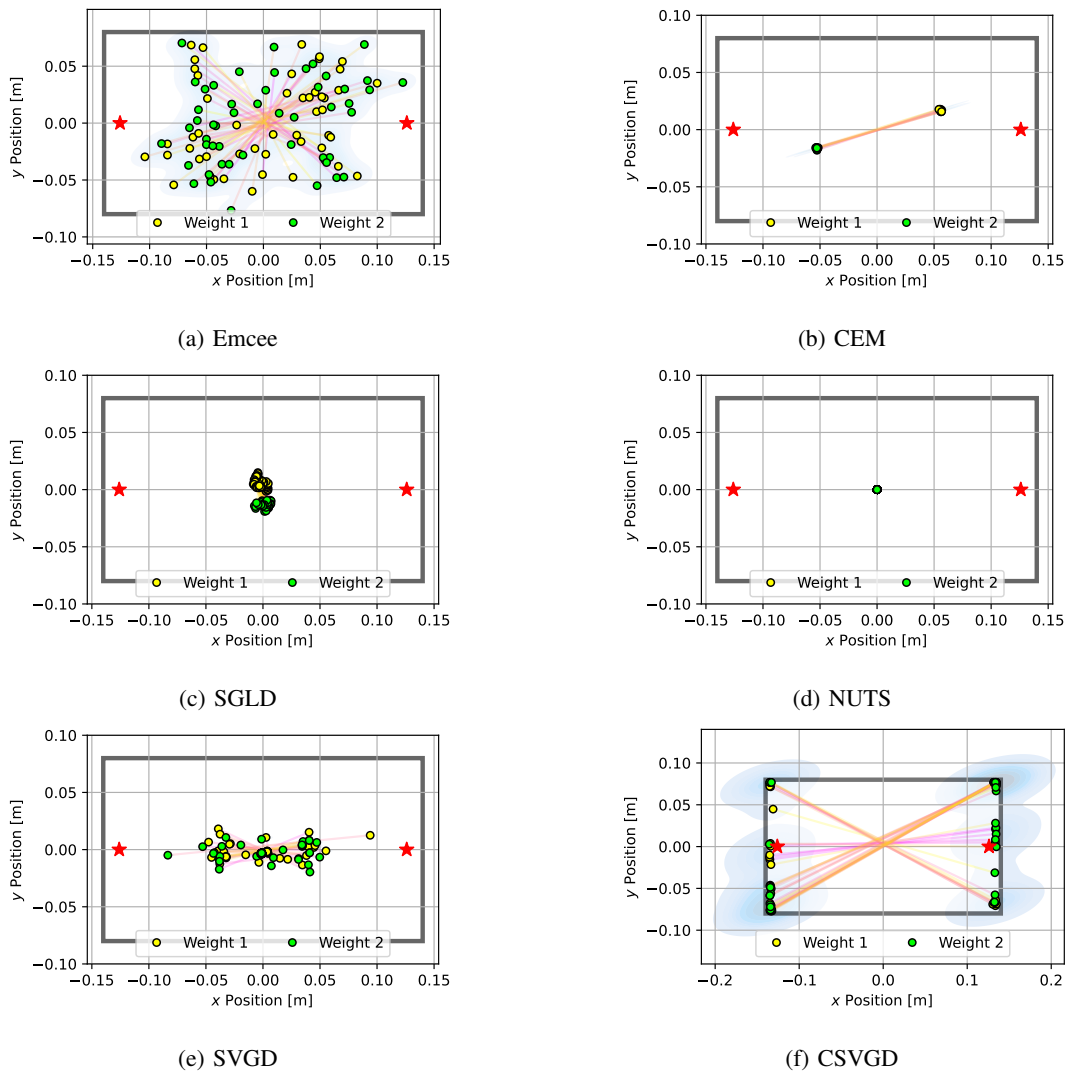 0.05
0.00
−0.05
−0.10
y Position [m]
Weight 1
Weight 2
−0.15 −0.10 −0.05 0.00 0.05 0.10 0.15
x Position [m]
(a) Emcee
0.10
0.05
0.00
−0.05
−0.10
y Position [m]
Weight 1
Weight 2
−0.15 −0.10 −0.05 0.00 0.05 0.10 0.15
x Position [m]
(b) CEM
0.10
0.05
0.00
−0.05
−0.10
y Position [m]
Weight 1
Weight 2
−0.15 −0.10 −0.05 0.00 0.05 0.10 0.15
x Position [m]
(c) SGLD
0.10
0.05
0.00
−0.05
−0.10
y Position [m]
Weight 1
Weight 2
−0.15 −0.10 −0.05 0.00 0.05 0.10 0.15
x Position [m]
(d) NUTS
0.10
0.05
0.00
−0.05
−0.10
y Position [m]
Weight 1
Weight 2
−0.15 −0.10 −0.05 0.00 0.05 0.10 0.15
x Position [m]
(e) SVGD
0.10
0.05
0.00
−0.05
−0.10
y Position [m]
Weight 1
Weight 2
−0.2 −0.1 0.0 0.1 0.2
x Position [m]
(f) CSVGD